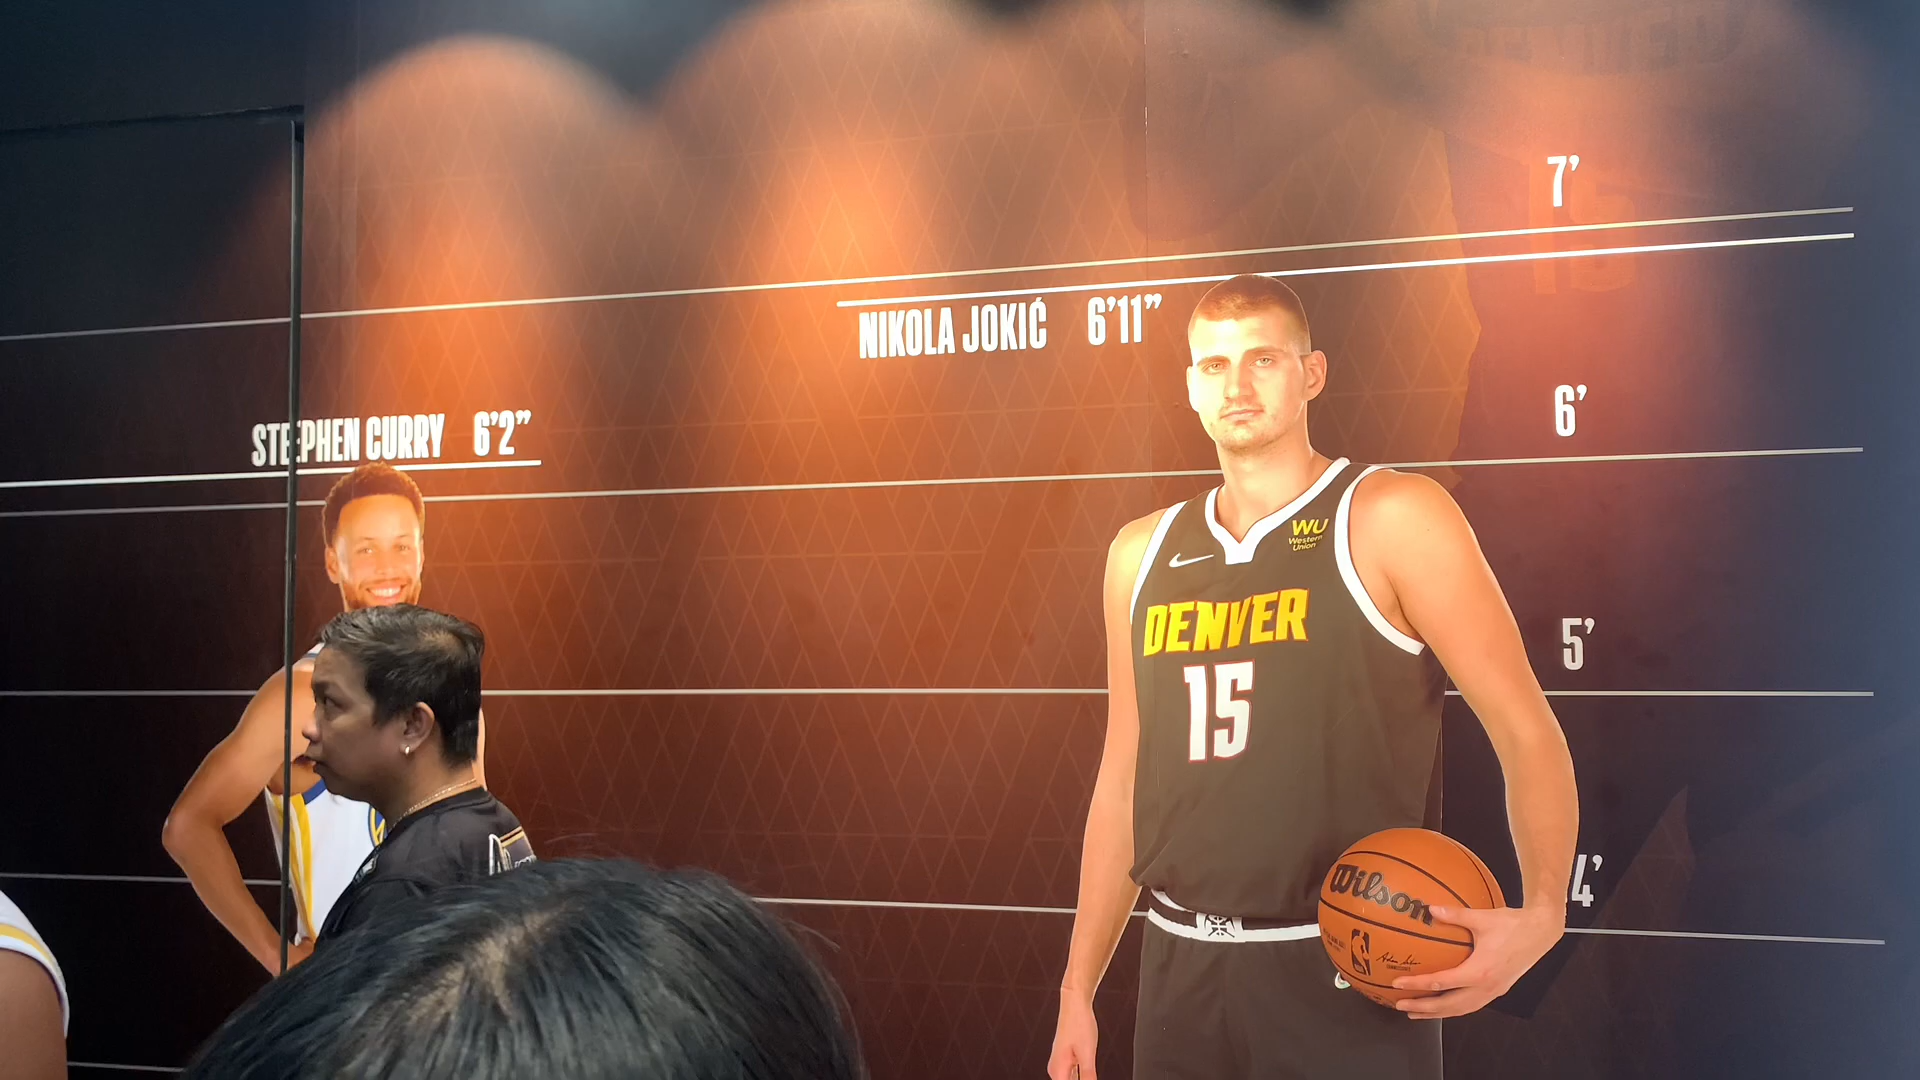 7’
NIKOLA JOKIĆ 6’11”
6’
STEPHEN CURRY 6’2”
WU
Western
Union
DENVER
5’
15
4’
Wilson